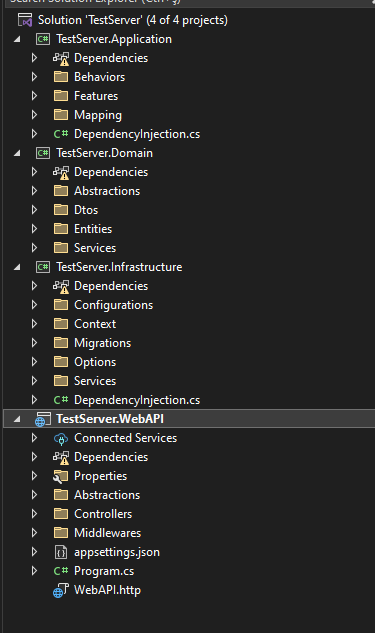 Search Solution Explorer (Ctrl+ş)
Solution 'TestServer' (4 of 4 projects)
C# TestServer.Application
Dependencies
Behaviors
Features
Mapping
C# DependencyInjection.cs
C# TestServer.Domain
Dependencies
Abstractions
Dtos
Entities
Services
C# TestServer.Infrastructure
Dependencies
Configurations
Context
Migrations
Options
Services
C# DependencyInjection.cs
TestServer.WebAPI
Connected Services
Dependencies
Properties
Abstractions
Controllers
Middlewares
appsettings.json
C# Program.cs
WebAPI.http